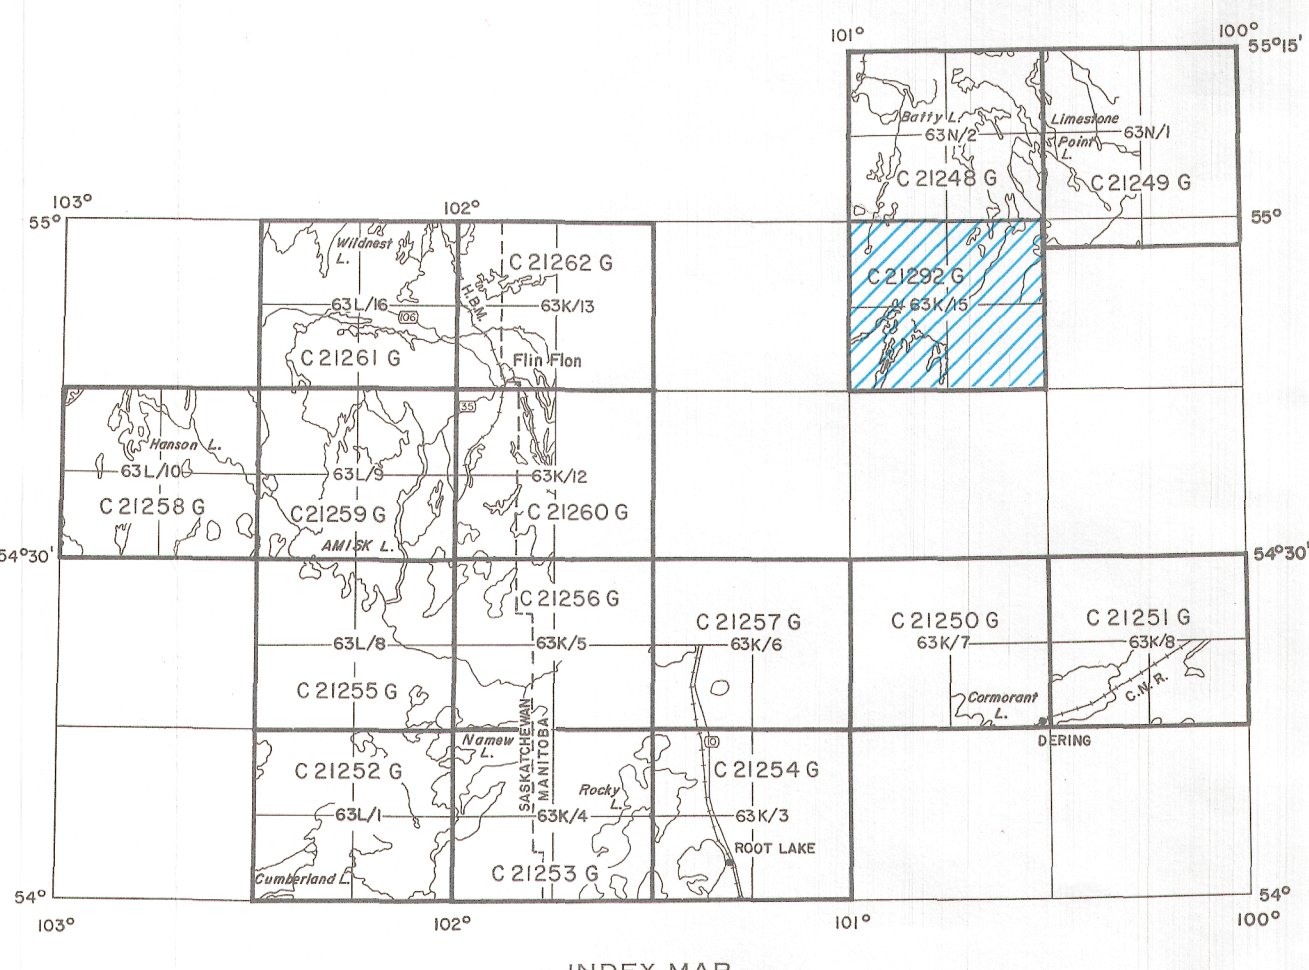 101°
100°
55°15'
Batty L.
63N/2
Limestone
Point
L.
63N/1
C 21248 G
C 21249 G
103°
102°
55°
55°
Wildnest
L.
C 21262 G
C 21292 G
H.B.M.
63L/16
106
63K/13
63K/15
C 21261 G
Flin Flon
35
Hanson L.
63L/10
63L/9
63K/12
C 21258 G
C 21259 G
C 21260 G
AMISK L.
54°30'
54°30'
C 21256 G
C 21257 G
C 21250 G
C 21251 G
63L/8
63K/5
63K/6
63K/7
63K/8
C 21255 G
SASKATCHEWAN
MANITOBA
Cormorant
L.
C.N.R.
DERING
Namew
L.
10
C 21252 G
C 21254 G
Rocky
L.
63L/1
63K/4
63K/3
ROOT LAKE
C 21253 G
Cumberland L.
54°
54°
103°
102°
101°
100°
INDEX MAP